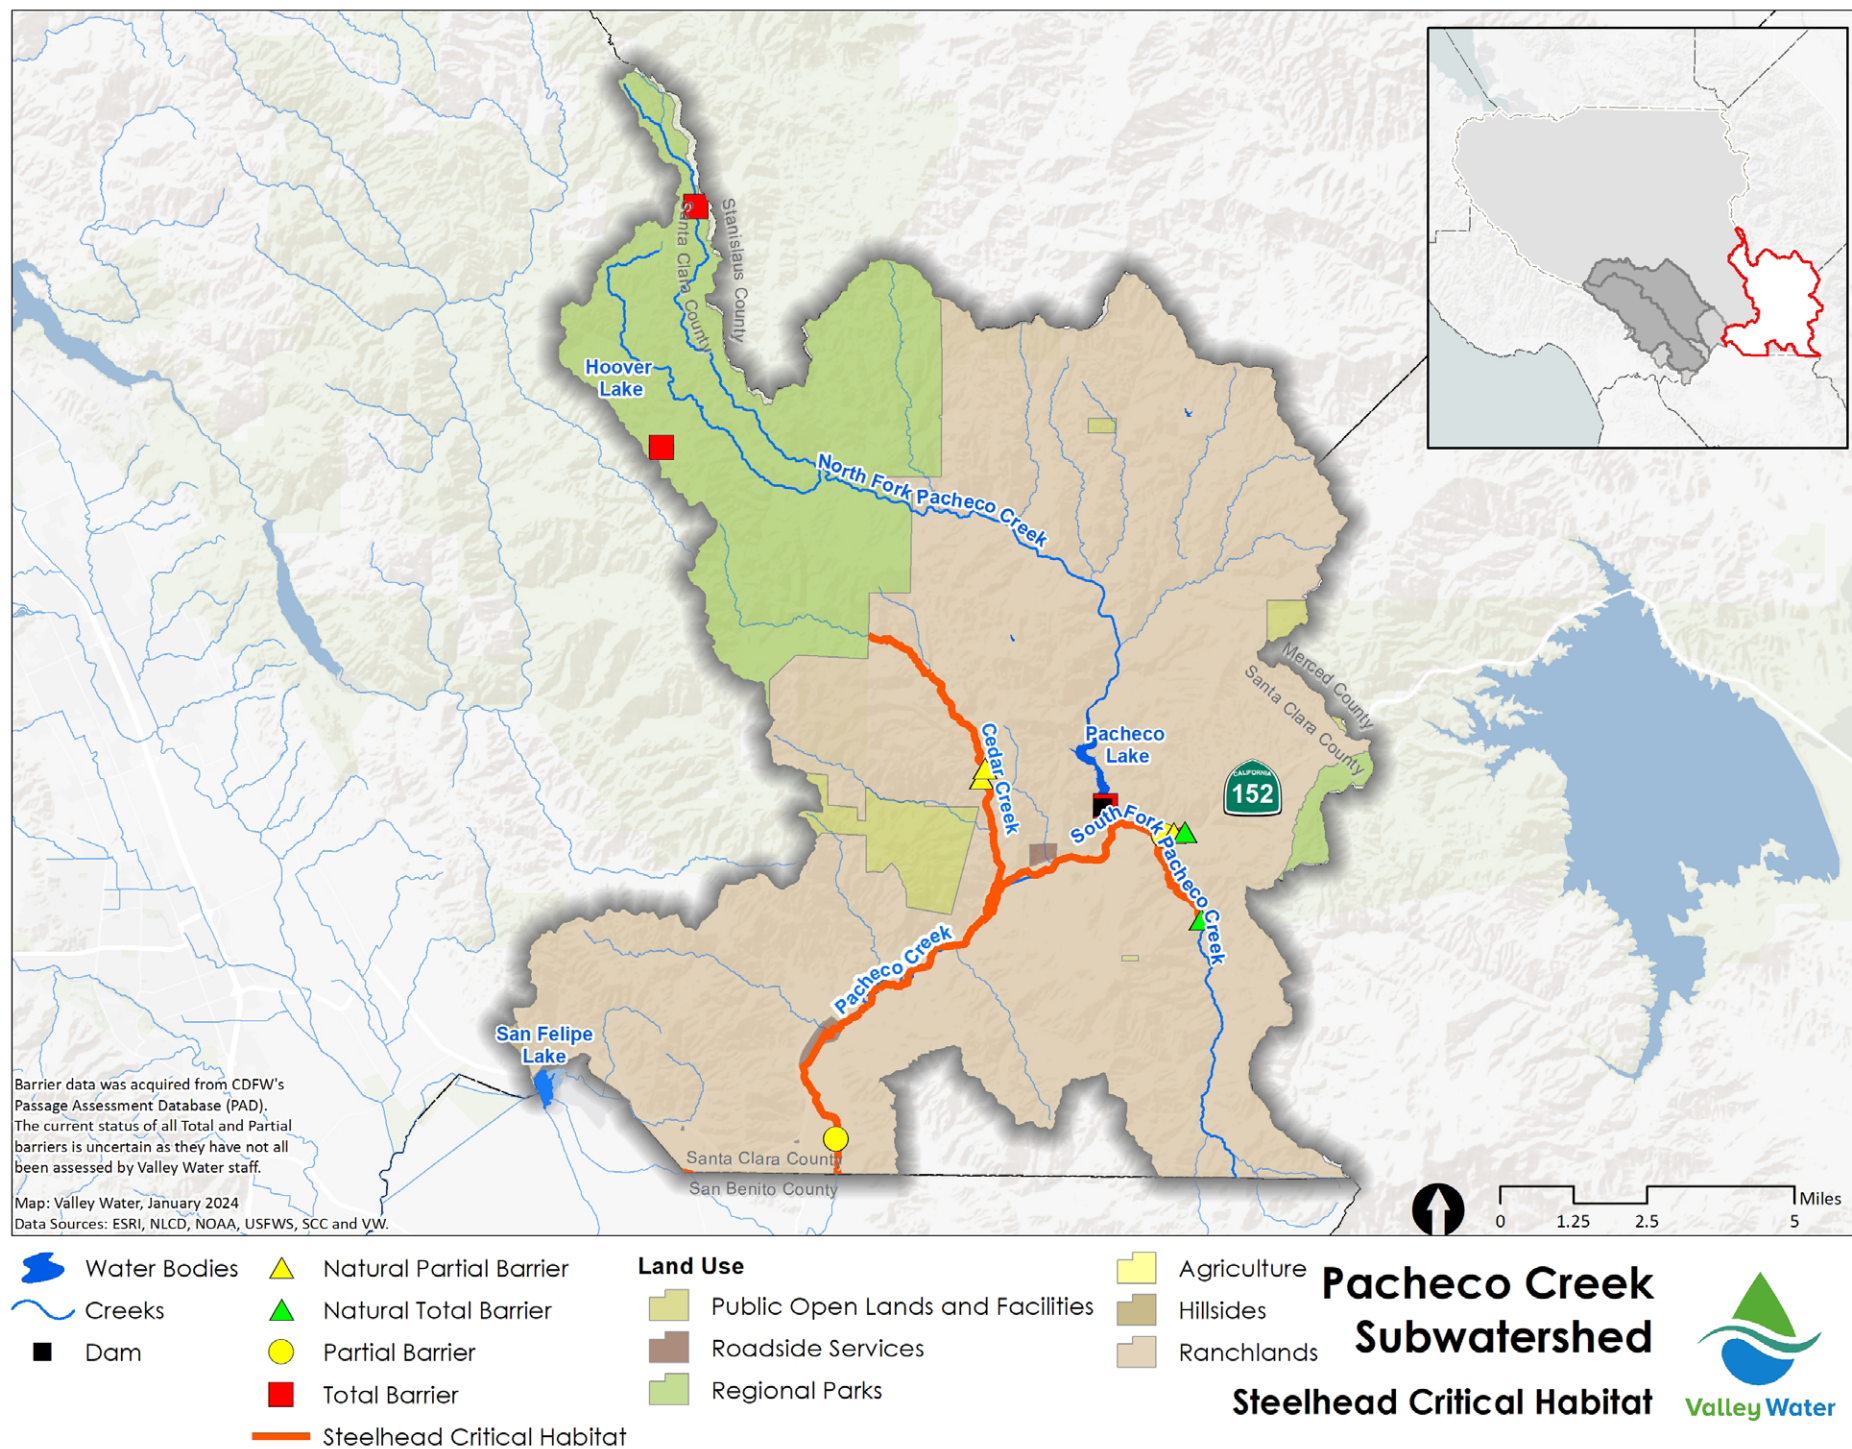 Stanislaus County
Santa Clara County
Hoover
Lake
North Fork Pacheco Creek
Merced County
Santa Clara County
Cedar Creek
Pacheco
Lake
CALIFORNIA
152
South Fork Pacheco Creek
Pacheco Creek
San Felipe
Lake
Barrier data was acquired from CDFW's
Passage Assessment Database (PAD).
The current status of all Total and Partial
barriers is uncertain as they have not all
been assessed by Valley Water staff.
Map: Valley Water, January 2024
Data Sources: ESRI, NLCD, NOAA, USFWS, SCC and VW.
Santa Clara County
San Benito County
Miles
0 1.25 2.5 5
Water Bodies
Creeks
Dam
Natural Partial Barrier
Natural Total Barrier
Partial Barrier
Total Barrier
Steelhead Critical Habitat
Land Use
Public Open Lands and Facilities
Roadside Services
Regional Parks
Agriculture
Hillsides
Ranchlands
Pacheco Creek
Subwatershed
Steelhead Critical Habitat
Valley Water